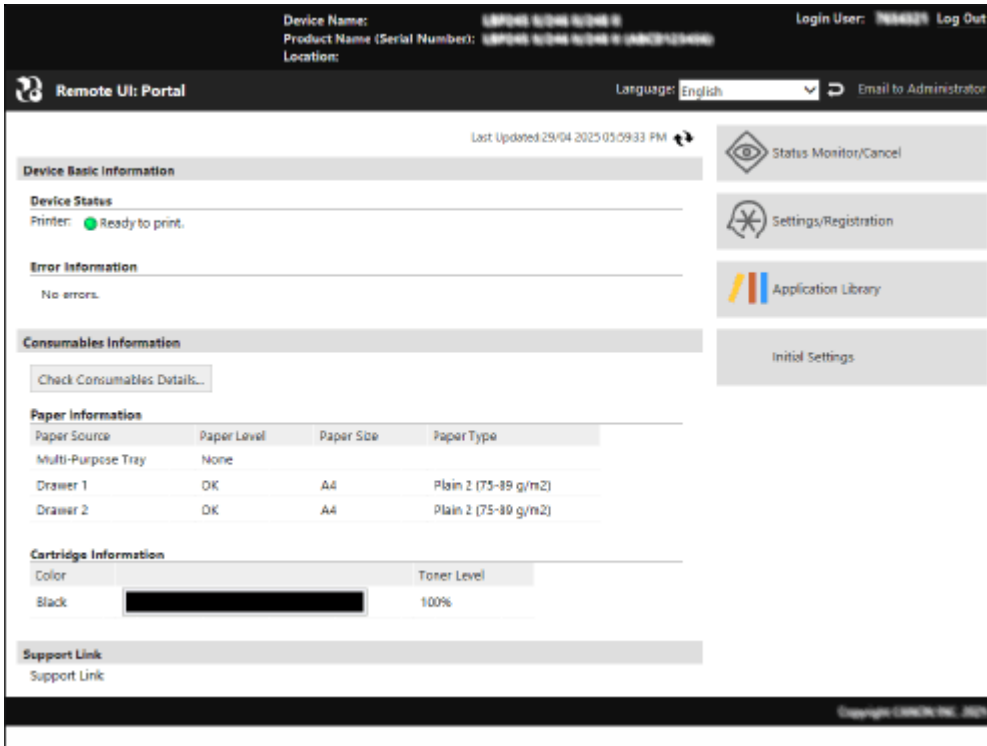 Device Name:
Login User: Log Out
Product Name (Serial Number):
Location:
Remote UI: Portal
Language: English
Email to Administrator
Last Updated:29/04 2025 05:59:33 PM
Device Basic Information
Device Status
Printer: Ready to print.
Error Information
No errors.
Consumables Information
Check Consumables Details...
Paper Information
Paper Source Paper Level Paper Size Paper Type
Multi-Purpose Tray None
Drawer 1 OK A4 Plain 2 (75-89 g/m2)
Drawer 2 OK A4 Plain 2 (75-89 g/m2)
Cartridge Information
Color Toner Level
Black 100%
Support Link
Support Link
Status Monitor/Cancel
Settings/Registration
Application Library
Initial Settings
Copyright CANON INC.